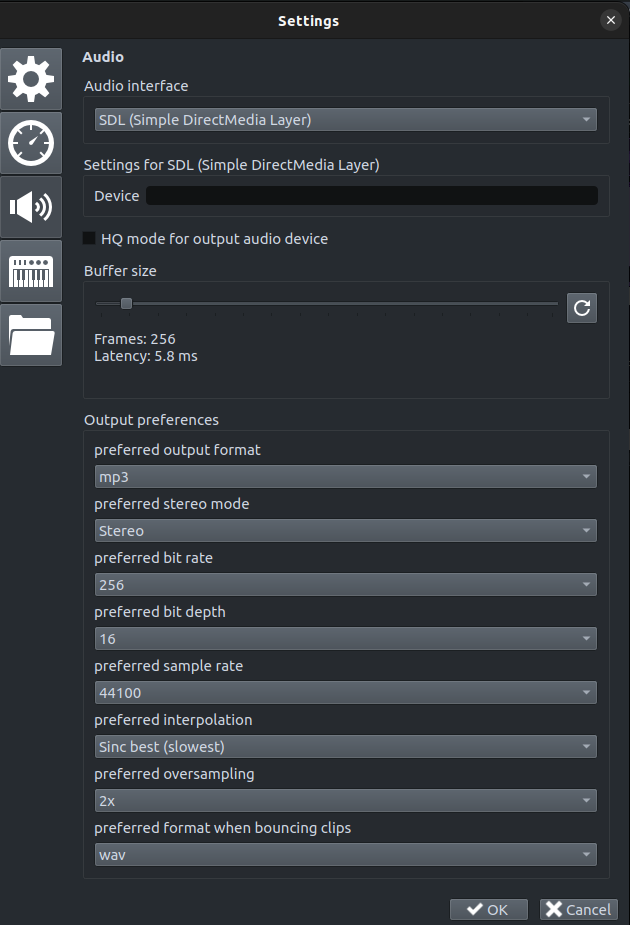 Settings
Audio
Audio interface
SDL (Simple DirectMedia Layer)
Settings for SDL (Simple DirectMedia Layer)
Device
HQ mode for output audio device
Buffer size
Frames: 256
Latency: 5.8 ms
Output preferences
preferred output format
mp3
preferred stereo mode
Stereo
preferred bit rate
256
preferred bit depth
16
preferred sample rate
44100
preferred interpolation
Sinc best (slowest)
preferred oversampling
2x
preferred format when bouncing clips
wav
OK Cancel